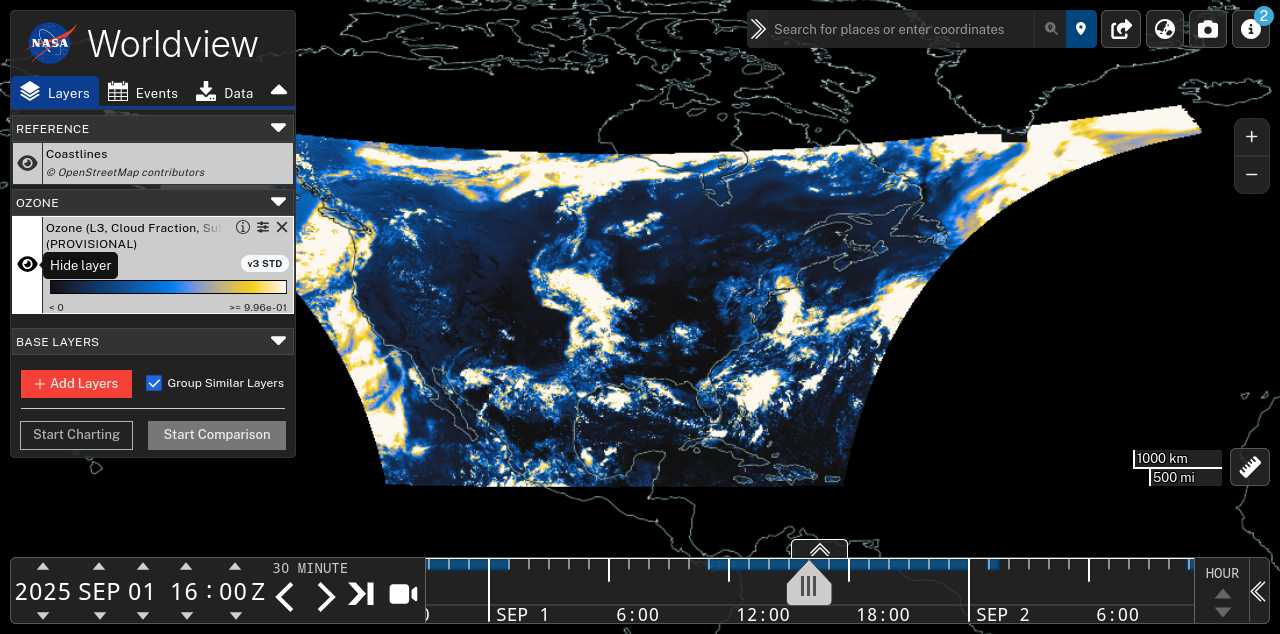 NASA Worldview
Search for places or enter coordinates
2
Layers Events Data
REFERENCE
Coastlines
© OpenStreetMap contributors
OZONE
Ozone (L3, Cloud Fraction, Su
(PROVISIONAL)
Hide layer
v3 STD
< 0 >= 9.96e-01
BASE LAYERS
+ Add Layers Group Similar Layers
Start Charting Start Comparison
+
−
1000 km
500 mi
2025 SEP 01 16:00 Z
30 MINUTE
SEP 1 6:00 12:00 18:00 SEP 2 6:00
HOUR